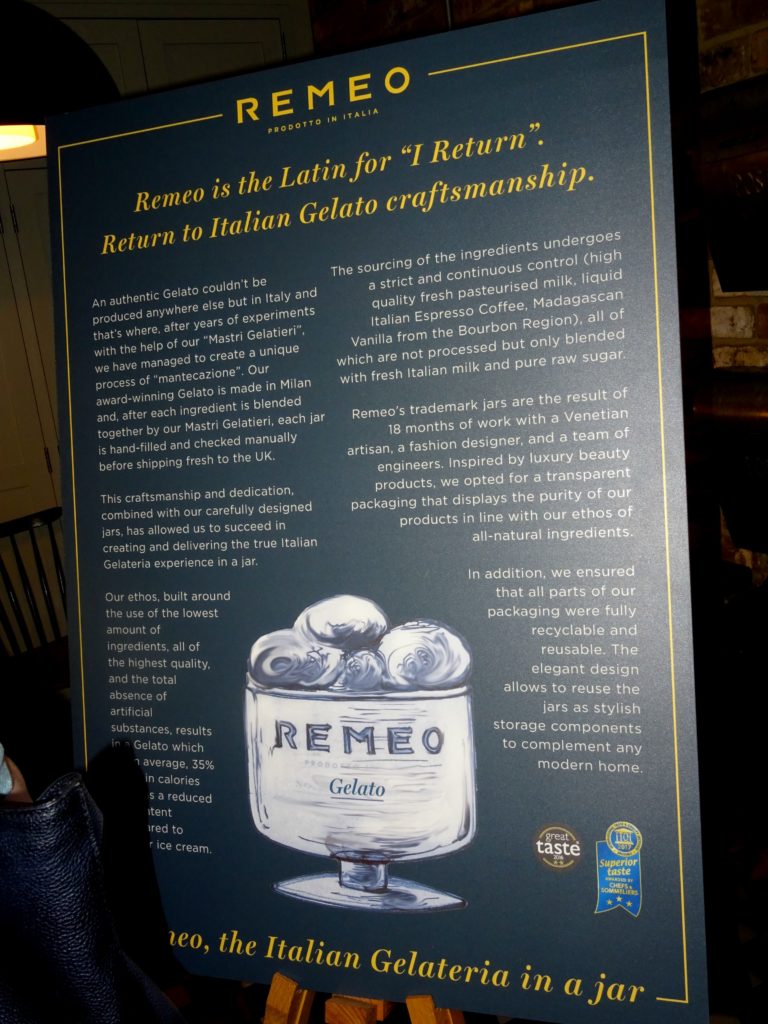 REMEO
PRODOTTO IN ITALIA
Remeo is the Latin for “I Return”.
Return to Italian Gelato craftsmanship.
An authentic Gelato couldn't be
produced anywhere else but in Italy and
that's where, after years of experiments
with the help of our “Mastri Gelatieri”,
we have managed to create a unique
process of “mantecazione”. Our
award-winning Gelato is made in Milan
and, after each ingredient is blended
together by our Mastri Gelatieri, each jar
is hand-filled and checked manually
before shipping fresh to the UK.
This craftsmanship and dedication,
combined with our carefully designed
jars, has allowed us to succeed in
creating and delivering the true Italian
Gelateria experience in a jar.
Our ethos, built around
the use of the lowest
amount of
ingredients, all of
the highest quality,
and the total
absence of
artificial
substances, results
in a Gelato which
average, 35%
in calories
a reduced
ice cream.
The sourcing of the ingredients undergoes
a strict and continuous control (high
quality fresh pasteurised milk, liquid
Italian Espresso Coffee, Madagascan
Vanilla from the Bourbon Region), all of
which are not processed but only blended
with fresh Italian milk and pure raw sugar.
Remeo's trademark jars are the result of
18 months of work with a Venetian
artisan, a fashion designer, and a team of
engineers. Inspired by luxury beauty
products, we opted for a transparent
packaging that displays the purity of our
products in line with our ethos of
all-natural ingredients.
In addition, we ensured
that all parts of our
packaging were fully
recyclable and
reusable. The
elegant design
allows to reuse the
jars as stylish
storage components
to complement any
modern home.
REMEO
PRODOTTO
Gelato
great
taste
2016
2017
Superior
taste
AWARDED BY
CHEFS &
SOMMELIERS
the Italian Gelateria in a jar